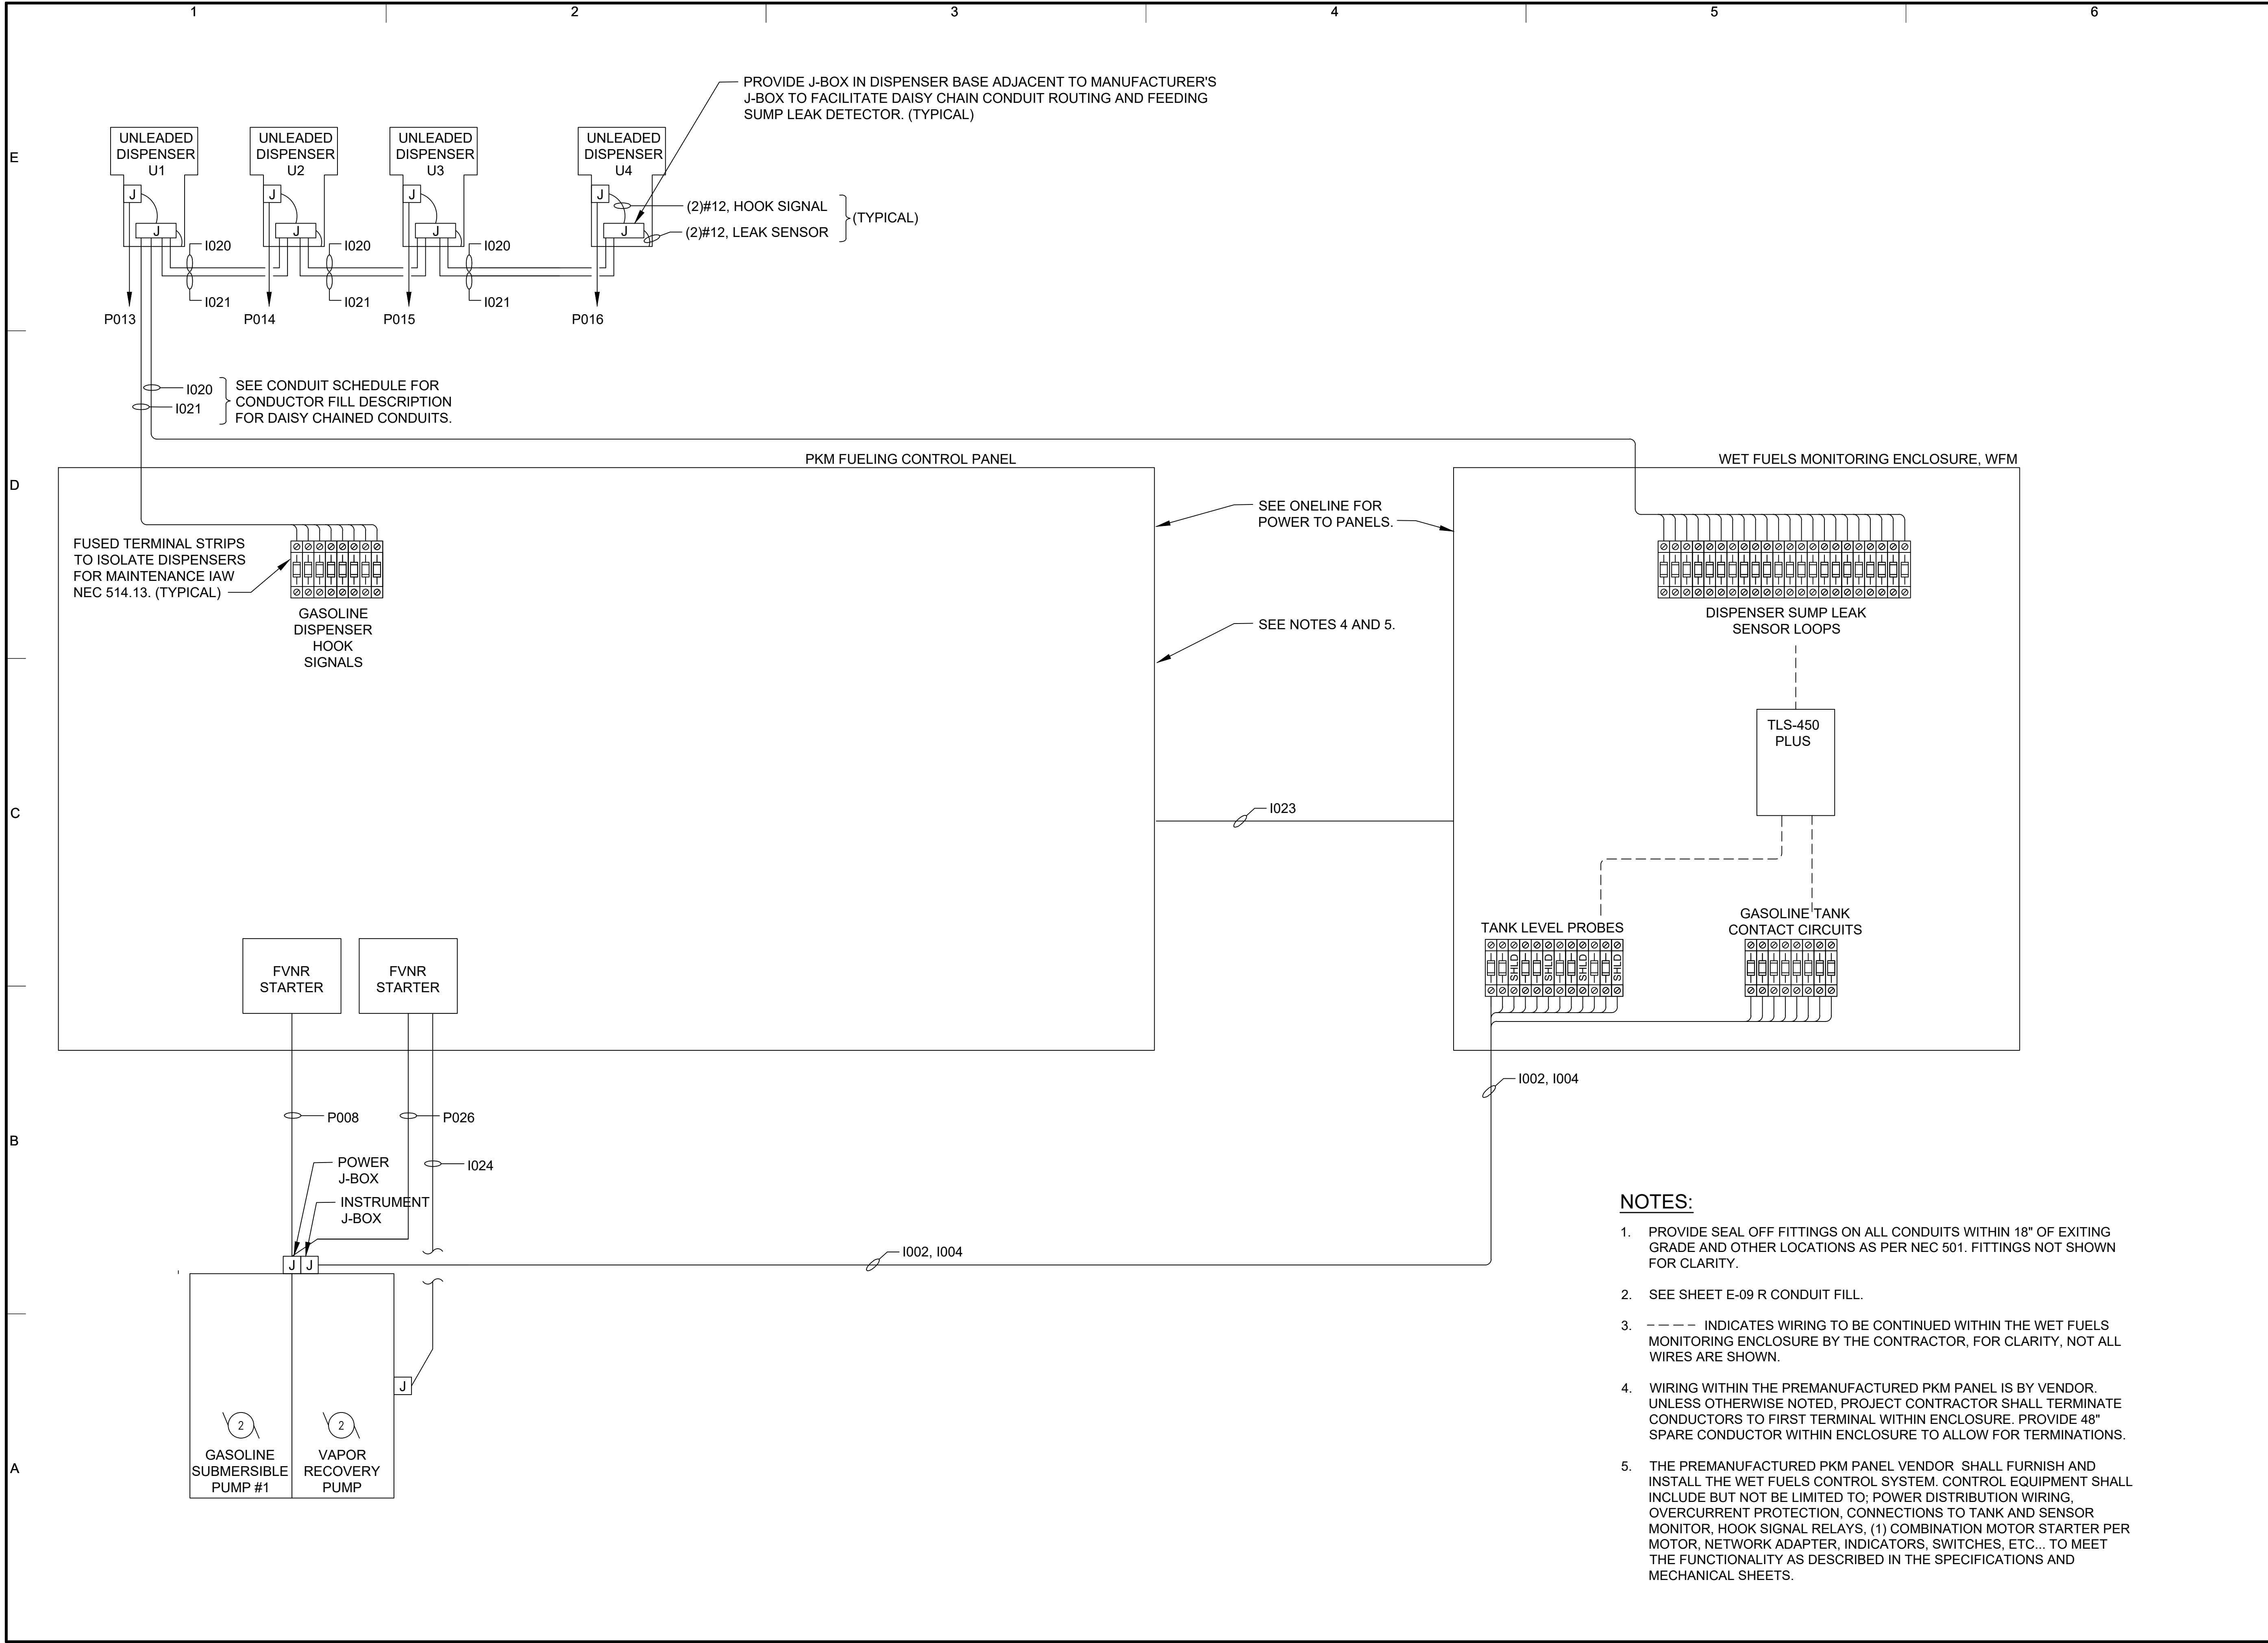 1 2 3 4 5 6
E
D
C
B
A
PROVIDE J-BOX IN DISPENSER BASE ADJACENT TO MANUFACTURER'S
J-BOX TO FACILITATE DAISY CHAIN CONDUIT ROUTING AND FEEDING
SUMP LEAK DETECTOR. (TYPICAL)
UNLEADED
DISPENSER
U1
J
J
UNLEADED
DISPENSER
U2
J
J
UNLEADED
DISPENSER
U3
J
J
UNLEADED
DISPENSER
U4
J
J
(2)#12, HOOK SIGNAL
(2)#12, LEAK SENSOR
(TYPICAL)
I020
I020
I020
I021
I021
I021
P013
P014
P015
P016
I020
I021
SEE CONDUIT SCHEDULE FOR
CONDUCTOR FILL DESCRIPTION
FOR DAISY CHAINED CONDUITS.
PKM FUELING CONTROL PANEL
WET FUELS MONITORING ENCLOSURE, WFM
SEE ONELINE FOR
POWER TO PANELS.
FUSED TERMINAL STRIPS
TO ISOLATE DISPENSERS
FOR MAINTENANCE IAW
NEC 514.13. (TYPICAL)
GASOLINE
DISPENSER
HOOK
SIGNALS
SEE NOTES 4 AND 5.
DISPENSER SUMP LEAK
SENSOR LOOPS
TLS-450
PLUS
I023
TANK LEVEL PROBES
SHLD
SHLD
SHLD
SHLD
GASOLINE TANK
CONTACT CIRCUITS
FVNR
STARTER
FVNR
STARTER
I002, I004
P008
P026
I024
POWER
J-BOX
INSTRUMENT
J-BOX
I002, I004
J
J
J
2
GASOLINE
SUBMERSIBLE
PUMP #1
2
VAPOR
RECOVERY
PUMP
NOTES:
1. PROVIDE SEAL OFF FITTINGS ON ALL CONDUITS WITHIN 18" OF EXITING
GRADE AND OTHER LOCATIONS AS PER NEC 501. FITTINGS NOT SHOWN
FOR CLARITY.
2. SEE SHEET E-09 R CONDUIT FILL.
3. ---- INDICATES WIRING TO BE CONTINUED WITHIN THE WET FUELS
MONITORING ENCLOSURE BY THE CONTRACTOR, FOR CLARITY, NOT ALL
WIRES ARE SHOWN.
4. WIRING WITHIN THE PREMANUFACTURED PKM PANEL IS BY VENDOR.
UNLESS OTHERWISE NOTED, PROJECT CONTRACTOR SHALL TERMINATE
CONDUCTORS TO FIRST TERMINAL WITHIN ENCLOSURE. PROVIDE 48"
SPARE CONDUCTOR WITHIN ENCLOSURE TO ALLOW FOR TERMINATIONS.
5. THE PREMANUFACTURED PKM PANEL VENDOR SHALL FURNISH AND
INSTALL THE WET FUELS CONTROL SYSTEM. CONTROL EQUIPMENT SHALL
INCLUDE BUT NOT BE LIMITED TO; POWER DISTRIBUTION WIRING,
OVERCURRENT PROTECTION, CONNECTIONS TO TANK AND SENSOR
MONITOR, HOOK SIGNAL RELAYS, (1) COMBINATION MOTOR STARTER PER
MOTOR, NETWORK ADAPTER, INDICATORS, SWITCHES, ETC... TO MEET
THE FUNCTIONALITY AS DESCRIBED IN THE SPECIFICATIONS AND
MECHANICAL SHEETS.